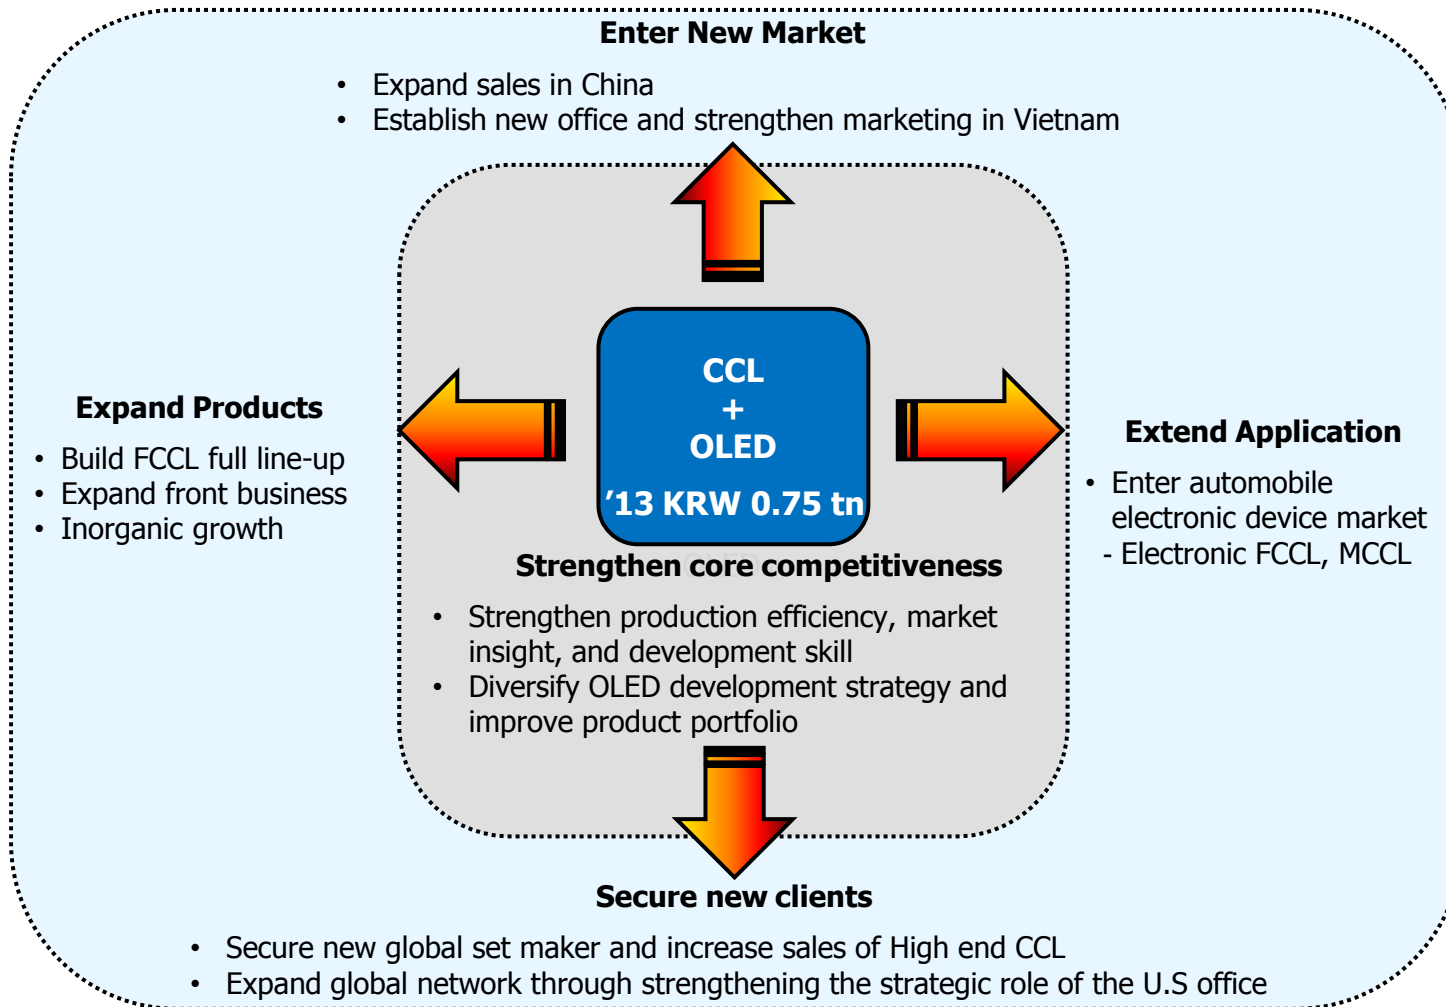 Enter New Market
• Expand sales in China
• Establish new office and strengthen marketing in Vietnam
CCL
+
OLED
’13 KRW 0.75 tn
Expand Products
• Build FCCL full line-up
• Expand front business
• Inorganic growth
Extend Application
• Enter automobile
electronic device market
- Electronic FCCL, MCCL
OLED
Strengthen core competitiveness
• Strengthen production efficiency, market
insight, and development skill
• Diversify OLED development strategy and
improve product portfolio
Secure new clients
• Secure new global set maker and increase sales of High end CCL
• Expand global network through strengthening the strategic role of the U.S office